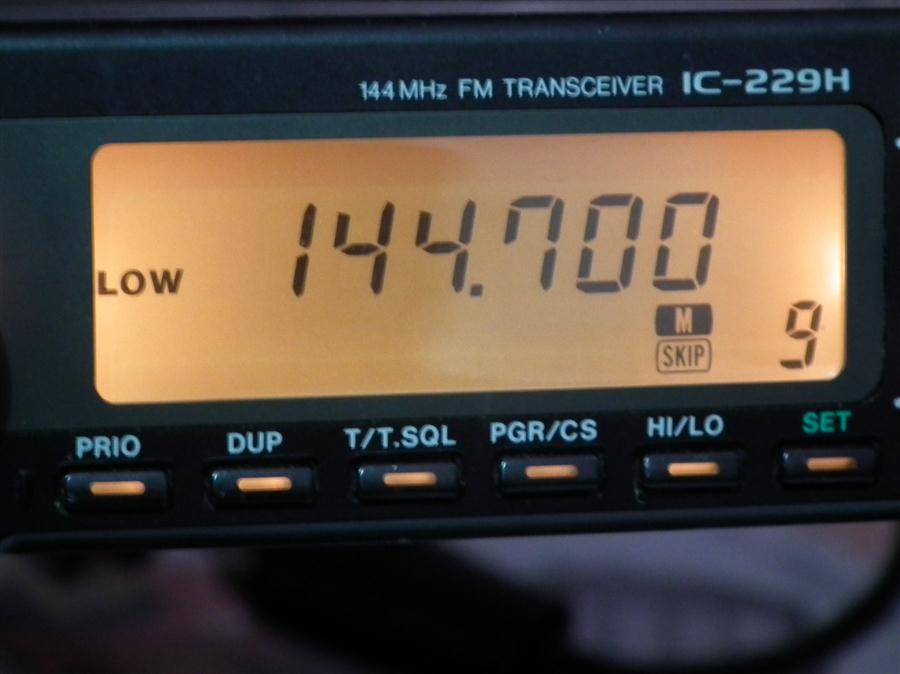 144 MHz FM TRANSCEIVER IC-229H
144.700
LOW
M
SKIP
9
PRIO DUP T/T.SQL PGR/CS HI/LO SET